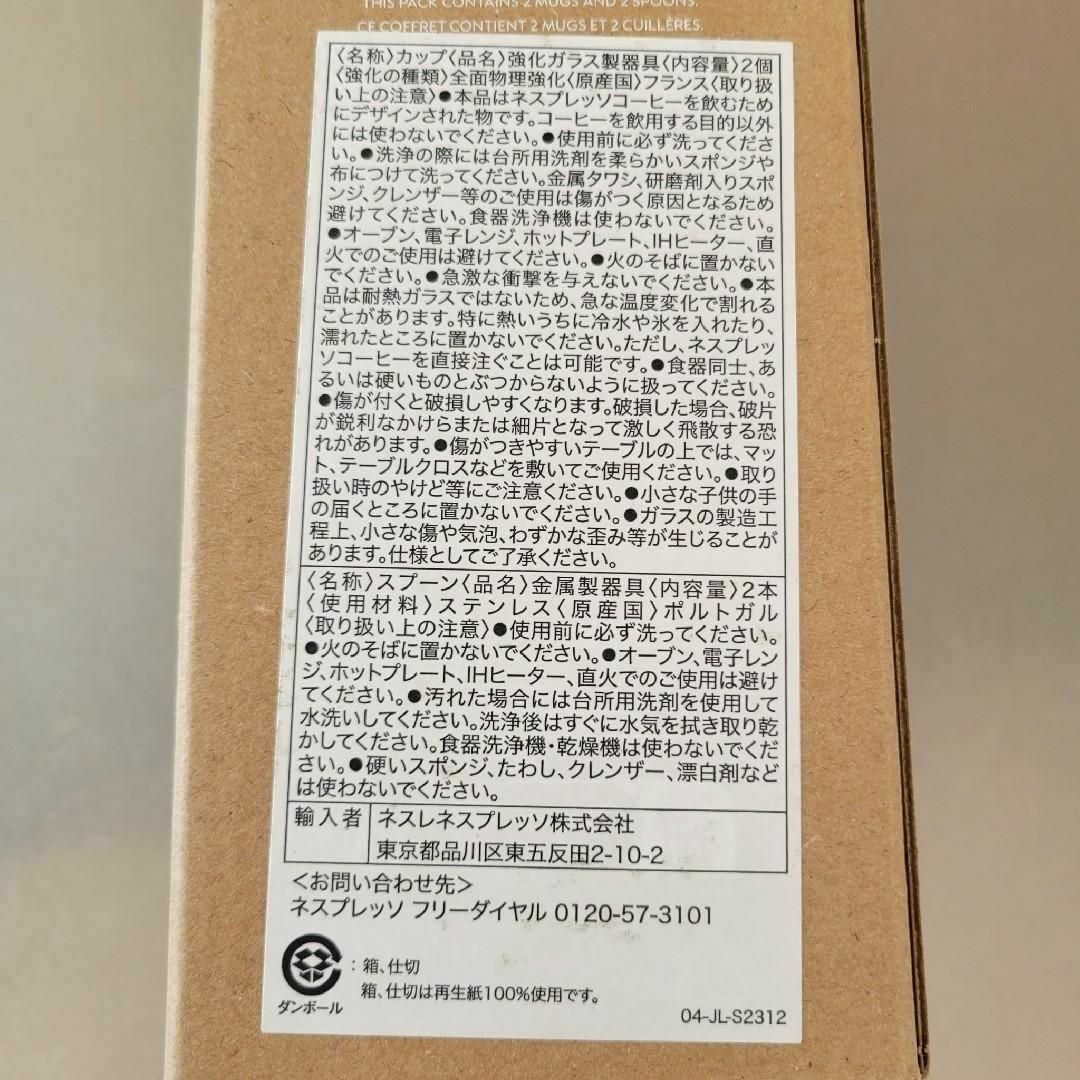 THIS PACK CONTAINS 2 MUGS AND 2 SPOONS.
CE COFFRET CONTIENT 2 MUGS ET 2 CUILLÈRES.
〈名称〉カップ〈品名〉強化ガラス製器具〈内容量〉2個
〈強化の種類〉全面物理強化〈原産国〉フランス〈取り扱
い上の注意〉●本品はネスプレッソコーヒーを飲むため
にデザインされた物です。コーヒーを飲用する目的以外
には使わないでください。●使用前に必ず洗ってくださ
い。●洗浄の際には台所用洗剤を柔らかいスポンジや
布につけて洗ってください。金属タワシ、研磨剤入りスポ
ンジ、クレンザー等のご使用は傷がつく原因となるため
避けてください。食器洗浄機は使わないでください。
●オーブン、電子レンジ、ホットプレート、IHヒーター、直
火でのご使用は避けてください。●火のそばに置かない
でください。●急激な衝撃を与えないでください。●本
品は耐熱ガラスではないため、急な温度変化で割れる
ことがあります。特に熱いうちに冷水や氷を入れたり、
濡れたところに置かないでください。ただし、ネスプレッ
ソコーヒーを直接注ぐことは可能です。●食器同士、あ
るいは硬いものとぶつからないように扱ってください。
●傷が付くと破損しやすくなります。破損した場合、破片
が鋭利なかけらまたは細片となって激しく飛散する恐
れがあります。●傷がつきやすいテーブルの上では、マッ
ト、テーブルクロスなどを敷いてご使用ください。●取り
扱い時のやけど等にご注意ください。●小さな子供の手
の届くところに置かないでください。●ガラスの製造工
程上、小さな傷や気泡、わずかな歪み等が生じることが
あります。仕様としてご了承ください。
〈名称〉スプーン〈品名〉金属製器具〈内容量〉2本
〈使用材料〉ステンレス〈原産国〉ポルトガル
〈取り扱い上の注意〉●使用前に必ず洗ってください。
●火のそばに置かないでください。●オーブン、電子レン
ジ、ホットプレート、IHヒーター、直火でのご使用は避け
てください。●汚れた場合には台所用洗剤を使用して
水洗いしてください。洗浄後はすぐに水気を拭き取り乾
かしてください。食器洗浄機・乾燥機は使わないでくだ
さい。●硬いスポンジ、たわし、クレンザー、漂白剤など
は使わないでください。
輸入者 ネスレネスプレッソ株式会社
東京都品川区東五反田2-10-2
＜お問い合わせ先＞
ネスプレッソ フリーダイヤル 0120-57-3101
：箱、仕切
箱、仕切は再生紙100%使用です。
ダンボール
04-JL-S2312